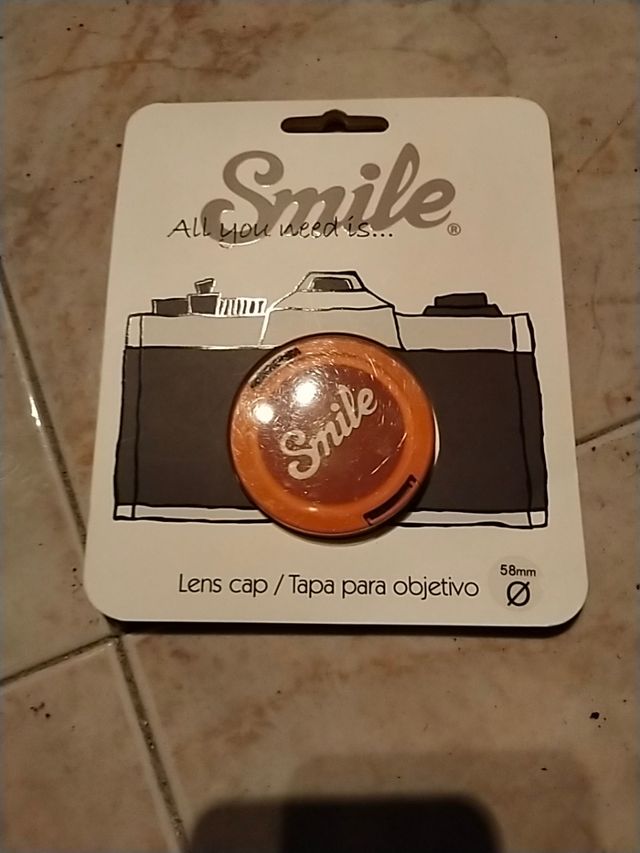 Smile®
All you need is...
Smile
Lens cap / Tapa para objetivo
58mm
Ø